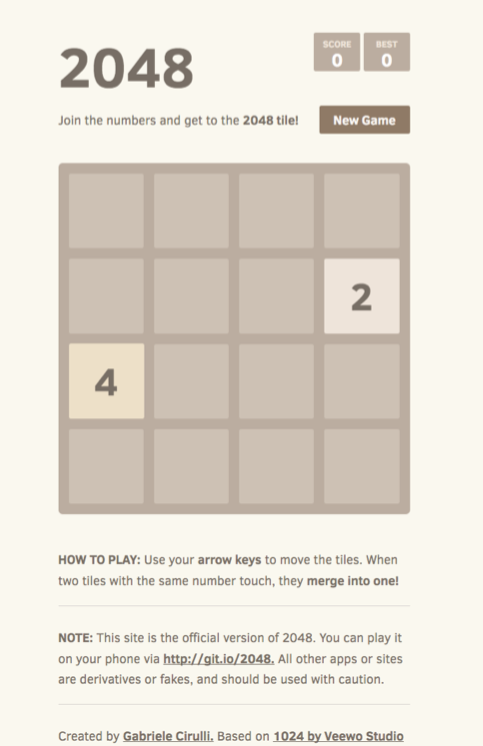 2048
SCORE
0
BEST
0
Join the numbers and get to the 2048 tile!
New Game
2
4
HOW TO PLAY: Use your arrow keys to move the tiles. When
two tiles with the same number touch, they merge into one!
NOTE: This site is the official version of 2048. You can play it
on your phone via http://git.io/2048. All other apps or sites
are derivatives or fakes, and should be used with caution.
Created by Gabriele Cirulli. Based on 1024 by Veewo Studio